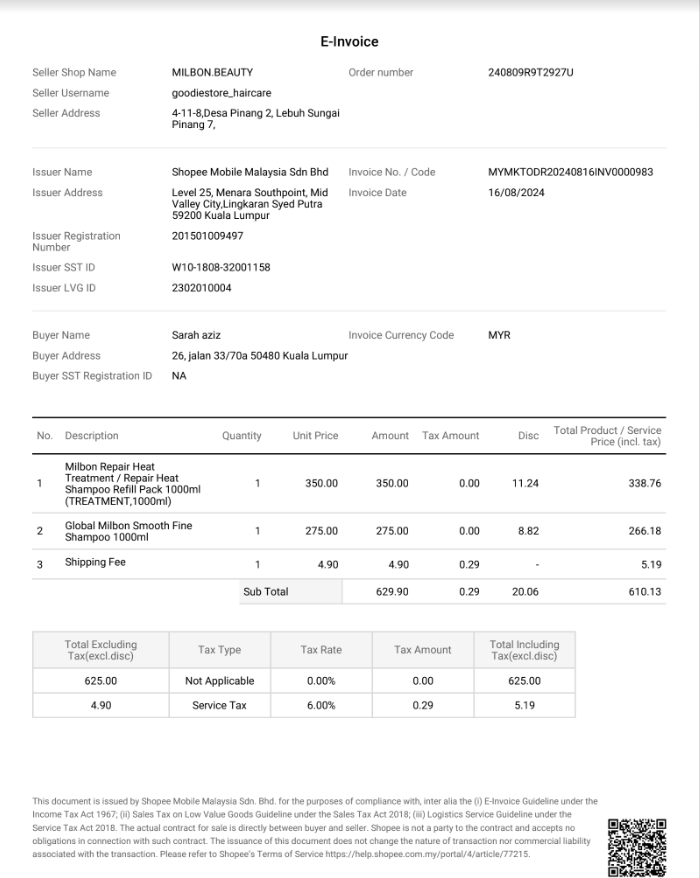 E-Invoice
Seller Shop Name MILBON.BEAUTY Order number 240809R9T2927U
Seller Username goodiestore_haircare
Seller Address 4-11-8,Desa Pinang 2, Lebuh Sungai
Pinang 7,
Issuer Name Shopee Mobile Malaysia Sdn Bhd Invoice No. / Code MYMKTODR20240816INV0000983
Issuer Address Level 25, Menara Southpoint, Mid Invoice Date 16/08/2024
Valley City,Lingkaran Syed Putra
59200 Kuala Lumpur
Issuer Registration 201501009497
Number
Issuer SST ID W10-1808-32001158
Issuer LVG ID 2302010004
Buyer Name Sarah aziz Invoice Currency Code MYR
Buyer Address 26, jalan 33/70a 50480 Kuala Lumpur
Buyer SST Registration ID NA
No. Description Quantity Unit Price Amount Tax Amount Disc Total Product / Service
Price (incl. tax)
Milbon Repair Heat
Treatment / Repair Heat
1 Shampoo Refill Pack 1000ml 1 350.00 350.00 0.00 11.24 338.76
(TREATMENT,1000ml)
2 Global Milbon Smooth Fine 1 275.00 275.00 0.00 8.82 266.18
Shampoo 1000ml
3 Shipping Fee 1 4.90 4.90 0.29 - 5.19
Sub Total 629.90 0.29 20.06 610.13
Total Excluding Tax Type Tax Rate Tax Amount Total Including
Tax(excl.disc) Tax(excl.disc)
625.00 Not Applicable 0.00% 0.00 625.00
4.90 Service Tax 6.00% 0.29 5.19
This document is issued by Shopee Mobile Malaysia Sdn. Bhd. for the purposes of compliance with, inter alia the (i) E-Invoice Guideline under the
Income Tax Act 1967; (ii) Sales Tax on Low Value Goods Guideline under the Sales Tax Act 2018; (iii) Logistics Service Guideline under the
Service Tax Act 2018. The actual contract for sale is directly between buyer and seller. Shopee is not a party to the contract and accepts no
obligations in connection with such contract. The issuance of this document does not change the nature of transaction nor commercial liability
associated with the transaction. Please refer to Shopee's Terms of Service https://help.shopee.com.my/portal/4/article/77215.